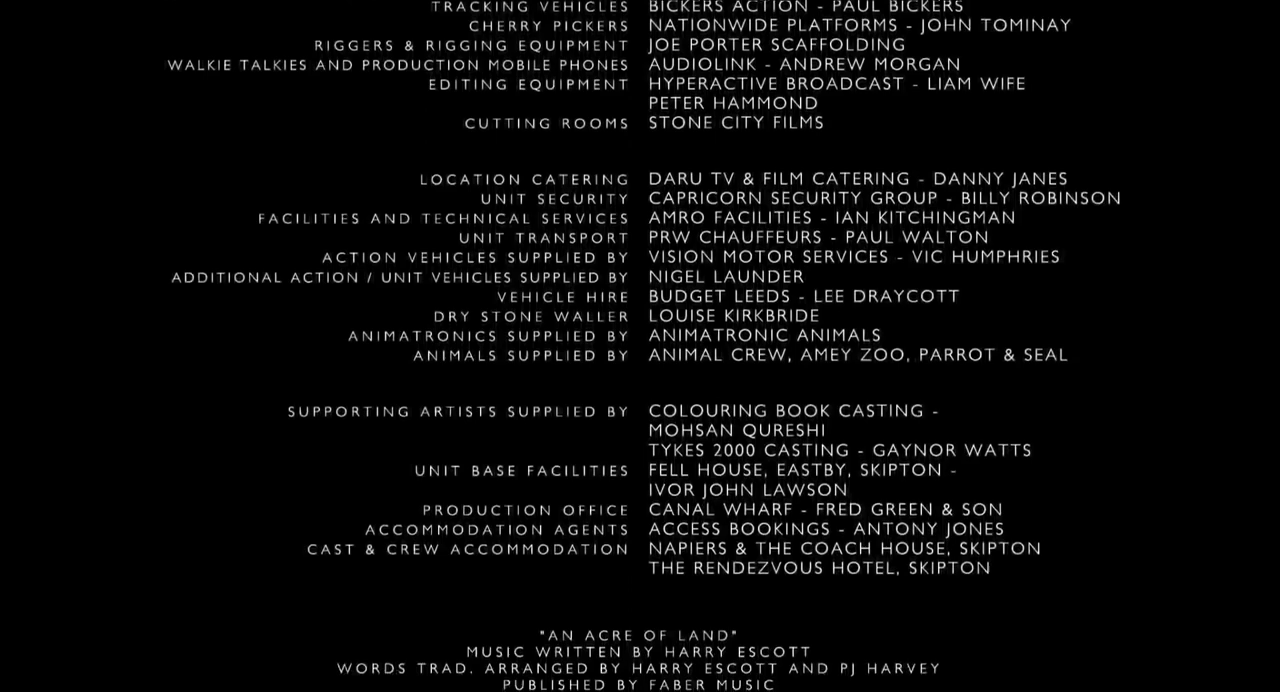 TRACKING VEHICLES BICKERS ACTION - PAUL BICKERS
CHERRY PICKERS NATIONWIDE PLATFORMS - JOHN TOMINAY
RIGGERS & RIGGING EQUIPMENT JOE PORTER SCAFFOLDING
WALKIE TALKIES AND PRODUCTION MOBILE PHONES AUDIOLINK - ANDREW MORGAN
EDITING EQUIPMENT HYPERACTIVE BROADCAST - LIAM WIFE
PETER HAMMOND
CUTTING ROOMS STONE CITY FILMS
LOCATION CATERING DARU TV & FILM CATERING - DANNY JANES
UNIT SECURITY CAPRICORN SECURITY GROUP - BILLY ROBINSON
FACILITIES AND TECHNICAL SERVICES AMRO FACILITIES - IAN KITCHINGMAN
UNIT TRANSPORT PRW CHAUFFEURS - PAUL WALTON
ACTION VEHICLES SUPPLIED BY VISION MOTOR SERVICES - VIC HUMPHRIES
ADDITIONAL ACTION / UNIT VEHICLES SUPPLIED BY NIGEL LAUNDER
VEHICLE HIRE BUDGET LEEDS - LEE DRAYCOTT
DRY STONE WALLER LOUISE KIRKBRIDE
ANIMATRONICS SUPPLIED BY ANIMATRONIC ANIMALS
ANIMALS SUPPLIED BY ANIMAL CREW, AMEY ZOO, PARROT & SEAL
SUPPORTING ARTISTS SUPPLIED BY COLOURING BOOK CASTING -
MOHSAN QURESHI
TYKES 2000 CASTING - GAYNOR WATTS
UNIT BASE FACILITIES FELL HOUSE, EASTBY, SKIPTON -
IVOR JOHN LAWSON
PRODUCTION OFFICE CANAL WHARF - FRED GREEN & SON
ACCOMMODATION AGENTS ACCESS BOOKINGS - ANTONY JONES
CAST & CREW ACCOMMODATION NAPIERS & THE COACH HOUSE, SKIPTON
THE RENDEZVOUS HOTEL, SKIPTON
"AN ACRE OF LAND"
MUSIC WRITTEN BY HARRY ESCOTT
WORDS TRAD. ARRANGED BY HARRY ESCOTT AND PJ HARVEY
PUBLISHED BY FABER MUSIC